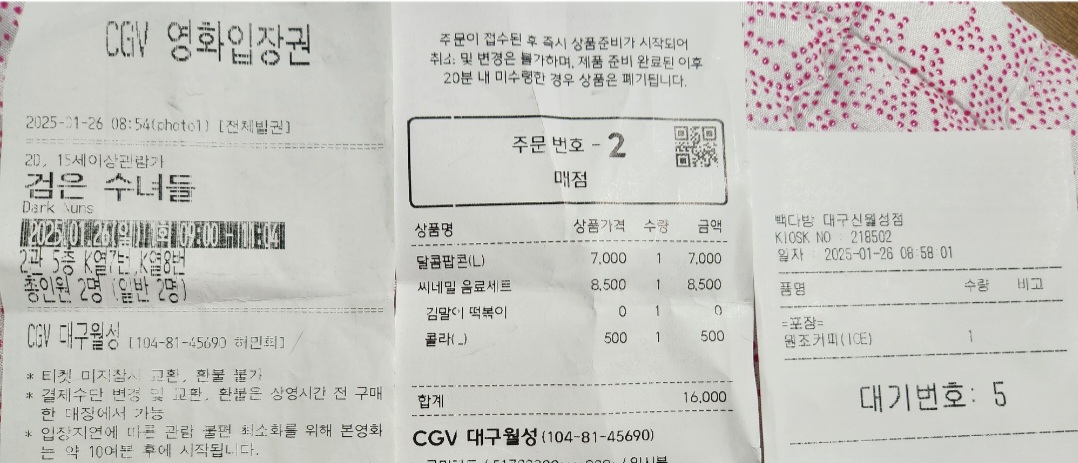 CGV 영화입장권
2025-01-26 08:54(photo1) [전체발권]
2D, 15세이상관람가
검은 수녀들
Dark Nuns
2025.01.26(일) 1회 09:00 - 11:04
2관 5층 K열7번,K열8번
총인원 2명 (일반 2명)
CGV 대구월성 [104-81-45690 허민회]
* 티켓 미지참시 교환, 환불 불가
* 결제수단 변경 및 교환, 환불은 상영시간 전 구매
한 매장에서 가능
* 입장지연에 따른 관람 불편 최소화를 위해 본영화
는 약 10여분 후에 시작됩니다.
주문이 접수된 후 즉시 상품준비가 시작되어
취소 및 변경은 불가하며, 제품 준비 완료된 이후
20분 내 미수령한 경우 상품은 폐기됩니다.
주문 번호 - 2
매점
상품명 상품가격 수량 금액
달콤팝콘(L) 7,000 1 7,000
씨네밀 음료세트 8,500 1 8,500
김말이 떡볶이 0 1 0
콜라(L) 500 1 500
합계 16,000
CGV 대구월성 (104-81-45690)
백다방 대구신월성점
KIOSK NO : 218502
일자 : 2025-01-26 08:58:01
품명 수량 비고
=포장=
원조커피(ICE) 1
대기번호: 5